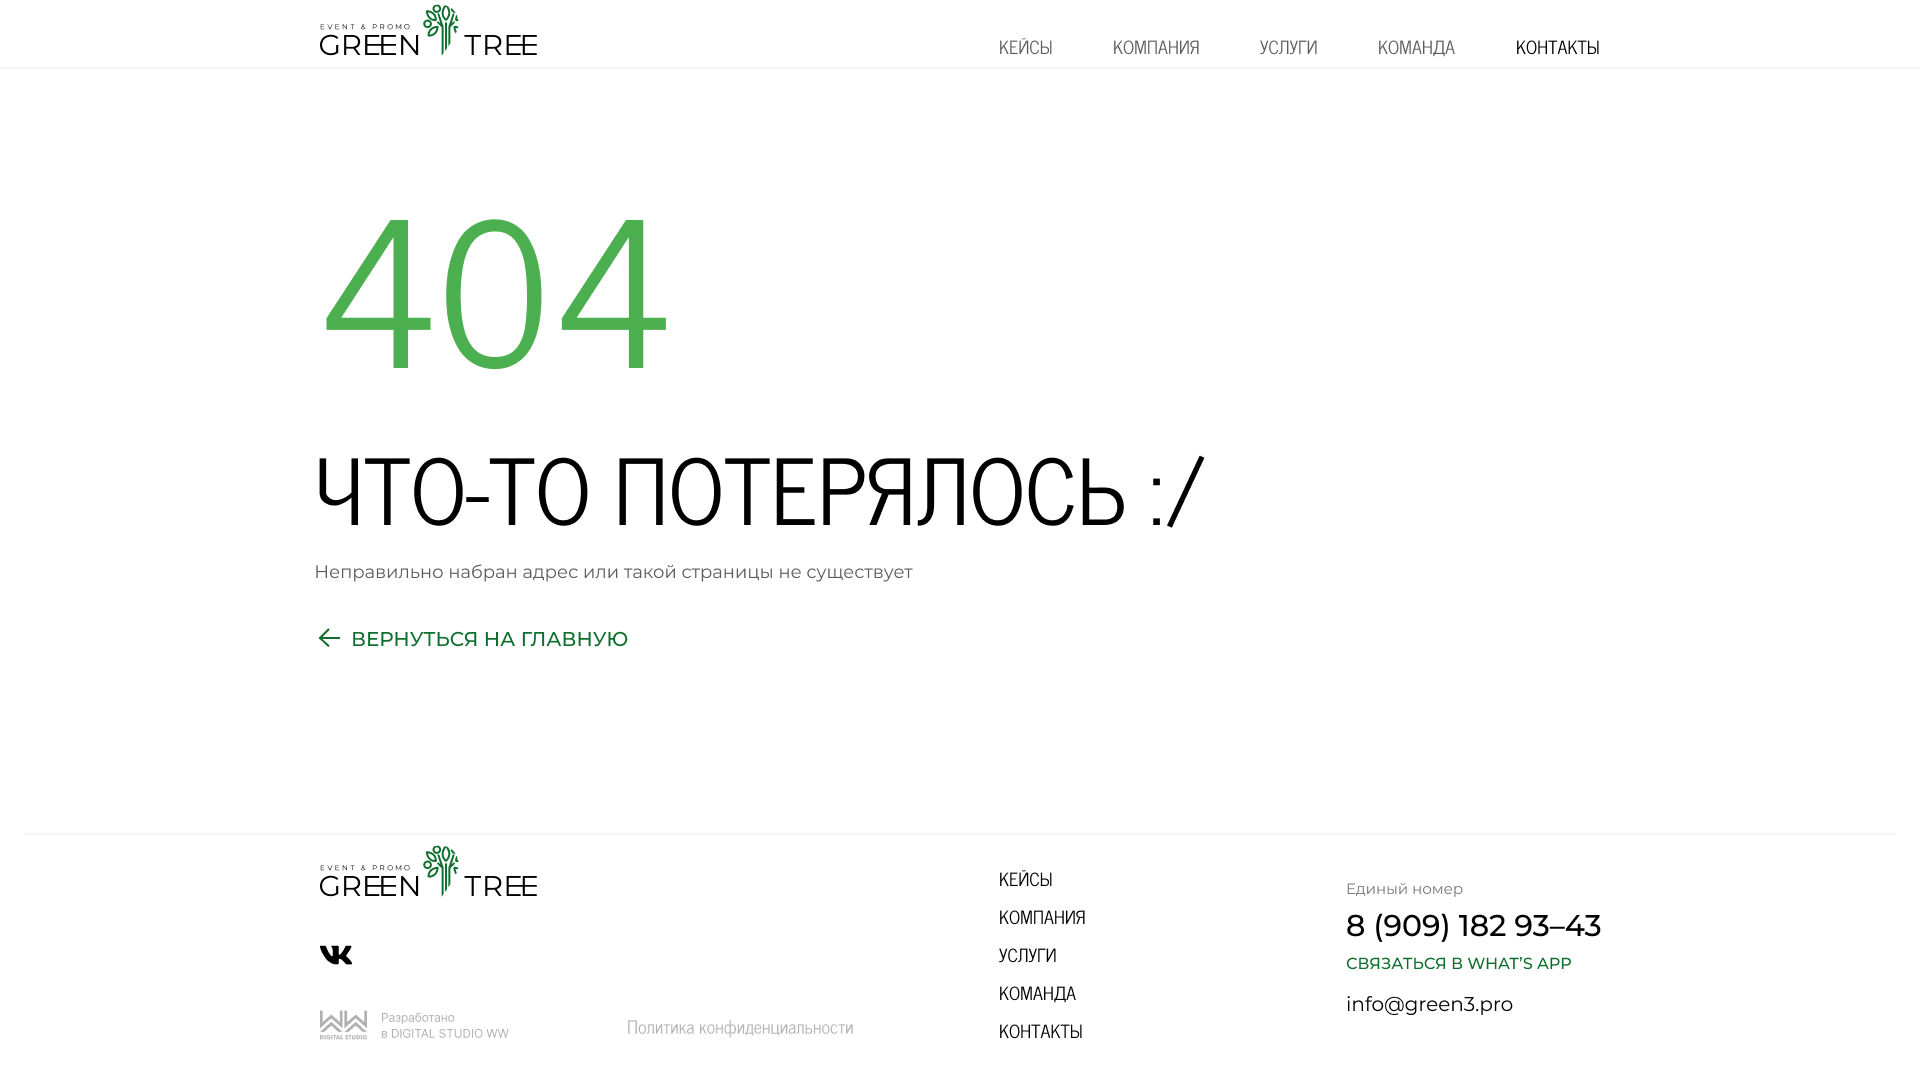 EVENT & PROMO
GREEN TREE
КЕЙСЫ КОМПАНИЯ УСЛУГИ КОМАНДА КОНТАКТЫ
404
ЧТО-ТО ПОТЕРЯЛОСЬ :/
Неправильно набран адрес или такой страницы не существует
ВЕРНУТЬСЯ НА ГЛАВНУЮ
EVENT & PROMO
GREEN TREE
WW
DIGITAL STUDIO
Разработано
в DIGITAL STUDIO WW
Политика конфиденциальности
КЕЙСЫ
КОМПАНИЯ
УСЛУГИ
КОМАНДА
КОНТАКТЫ
Единый номер
8 (909) 182 93–43
СВЯЗАТЬСЯ В WHAT’S APP
info@green3.pro